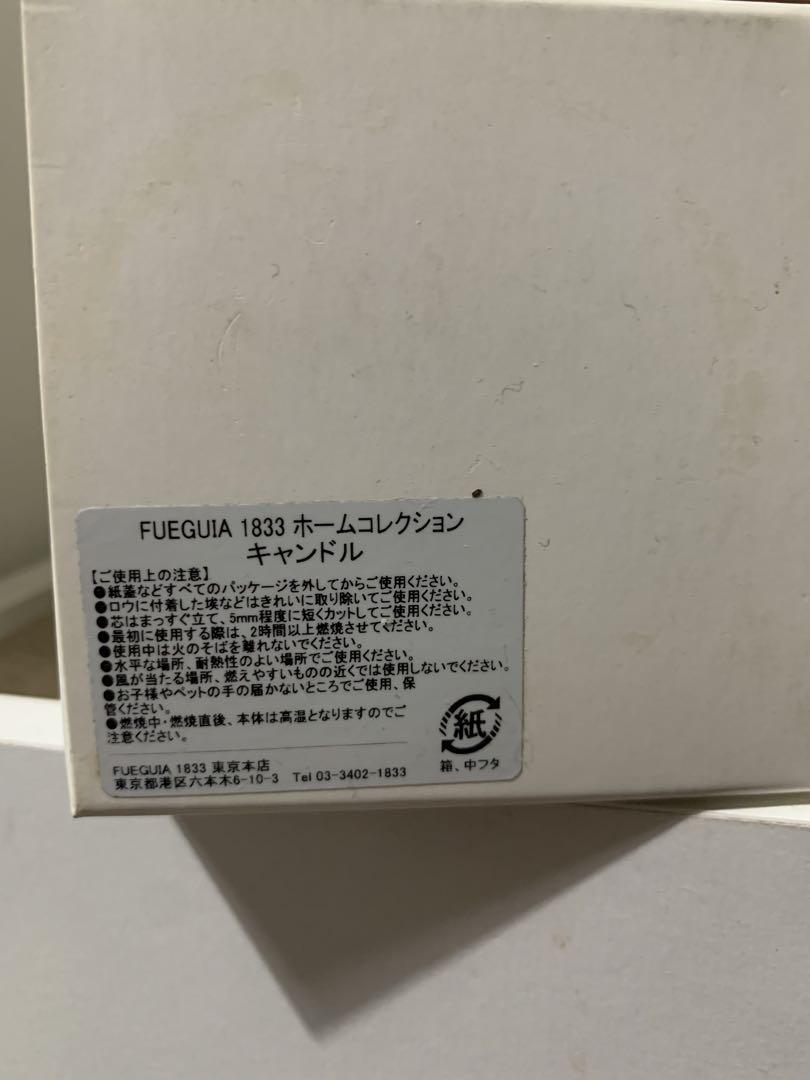 FUEGUIA 1833 ホームコレクション
キャンドル
【ご使用上の注意】
●紙蓋などすべてのパッケージを外してからご使用ください。
●ロウに付着した埃などはきれいに取り除いてご使用ください。
●芯はまっすぐ立て、5mm程度に短くカットしてご使用ください。
●最初に使用する際は、2時間以上燃焼させてください。
●使用中は火のそばを離れないでください。
●水平な場所、耐熱性のよい場所でご使用ください。
●風が当たる場所、燃えやすいものの近くでは使用しないでください。
●お子様やペットの手の届かないところでご使用、保
管ください。
●燃焼中・燃焼直後、本体は高温となりますのでご
注意ください。
紙
箱、中フタ
FUEGUIA 1833 東京本店
東京都港区六本木6-10-3 Tel 03-3402-1833